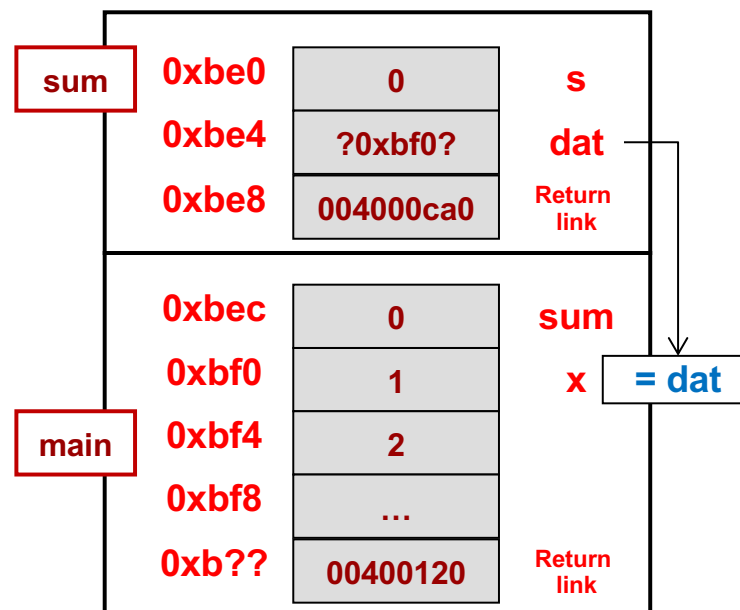 sum
0xbe0 0 s
0xbe4 ?0xbf0? dat
0xbe8 004000ca0 Return
link
0xbec 0 sum
0xbf0 1 x = dat
main
0xbf4 2
0xbf8 ...
0xb?? 00400120 Return
link